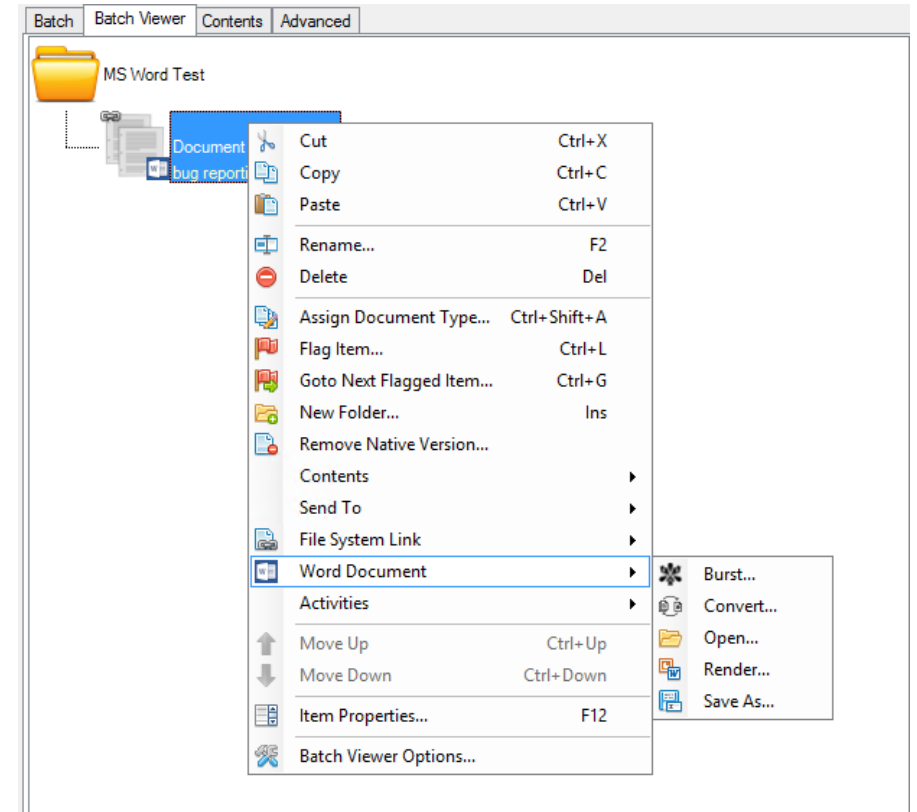 Batch Batch Viewer Contents Advanced
MS Word Test
Document
bug reporti
Cut Ctrl+X
Copy Ctrl+C
Paste Ctrl+V
Rename... F2
Delete Del
Assign Document Type... Ctrl+Shift+A
Flag Item... Ctrl+L
Goto Next Flagged Item... Ctrl+G
New Folder... Ins
Remove Native Version...
Contents
Send To
File System Link
Word Document
Activities
Move Up Ctrl+Up
Move Down Ctrl+Down
Item Properties... F12
Batch Viewer Options...
Burst...
Convert...
Open...
Render...
Save As...